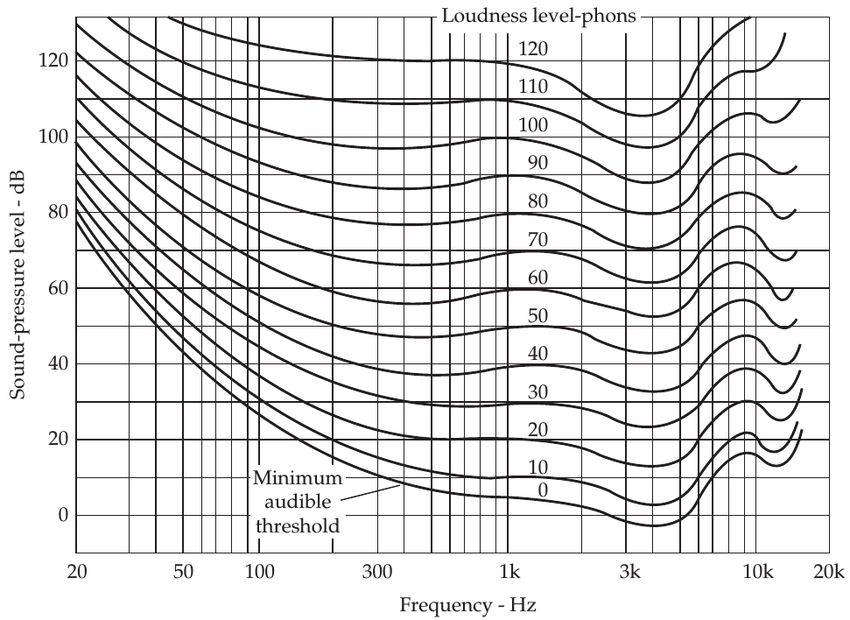 Loudness level-phons
120
120
110
100
100
90
80
80
70
60
60
50
40
40
30
20
20
10
0
0
Minimum
audible
threshold
20
50
100
300
1k
3k
10k
20k
Frequency - Hz
Sound-pressure level - dB